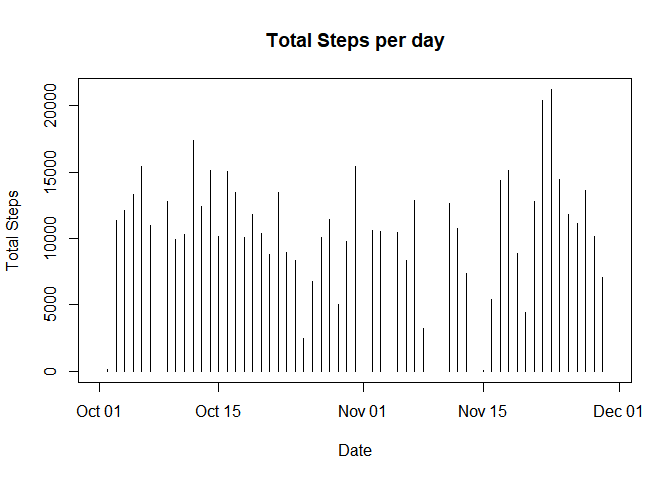 Total Steps per day
Total Steps
20000
15000
10000
5000
0
Oct 01 Oct 15 Nov 01 Nov 15 Dec 01
Date